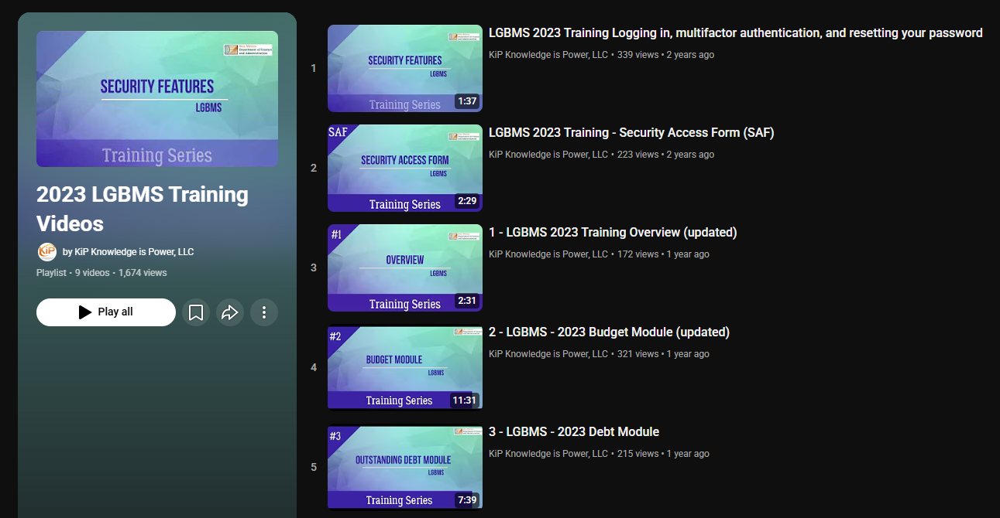 SECURITY FEATURES
LGBMS
Training Series
2023 LGBMS Training
Videos
KiP
by KiP Knowledge is Power, LLC
Playlist • 9 videos • 1,674 views
Play all
1
SECURITY FEATURES
LGBMS
Training Series
1:37
LGBMS 2023 Training Logging in, multifactor authentication, and resetting your password
KiP Knowledge is Power, LLC • 339 views • 2 years ago
2
SAF
SECURITY ACCESS FORM
LGBMS
Training Series
2:29
LGBMS 2023 Training - Security Access Form (SAF)
KiP Knowledge is Power, LLC • 223 views • 2 years ago
3
#1
OVERVIEW
LGBMS
Training Series
2:31
1 - LGBMS 2023 Training Overview (updated)
KiP Knowledge is Power, LLC • 172 views • 1 year ago
4
#2
BUDGET MODULE
LGBMS
Training Series
11:31
2 - LGBMS - 2023 Budget Module (updated)
KiP Knowledge is Power, LLC • 321 views • 1 year ago
5
#3
OUTSTANDING DEBT MODULE
LGBMS
Training Series
7:39
3 - LGBMS - 2023 Debt Module
KiP Knowledge is Power, LLC • 215 views • 1 year ago